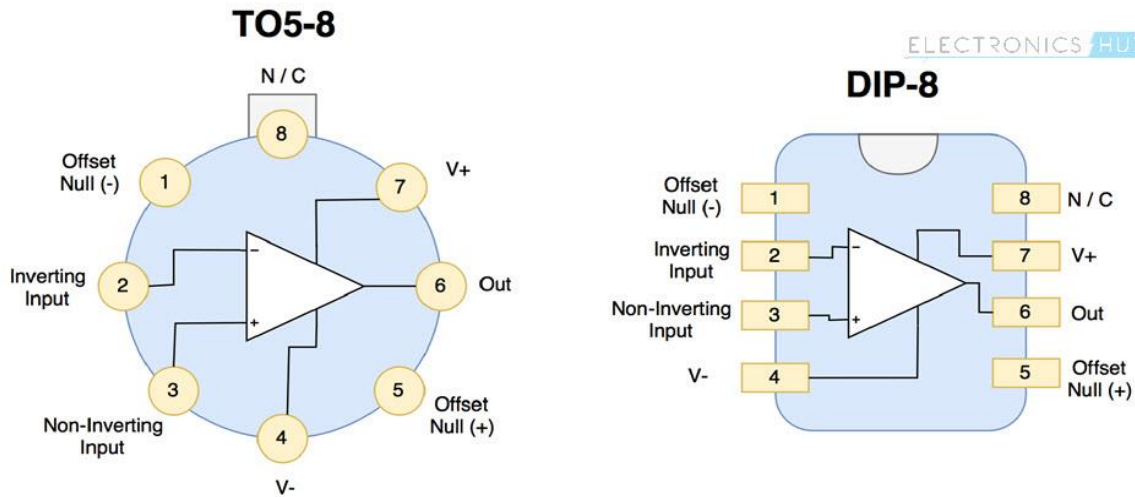 TO5-8
ELECTRONICS HU
DIP-8
N / C
8
Offset
Null (-)
1
7
V+
Inverting
Input
2
−
6
Out
+
3
Non-Inverting
Input
4
V-
5
Offset
Null (+)
Offset
Null (-)
1
8
N / C
Inverting
Input
2
−
7
V+
Non-Inverting
Input
3
+
6
Out
V-
4
5
Offset
Null (+)